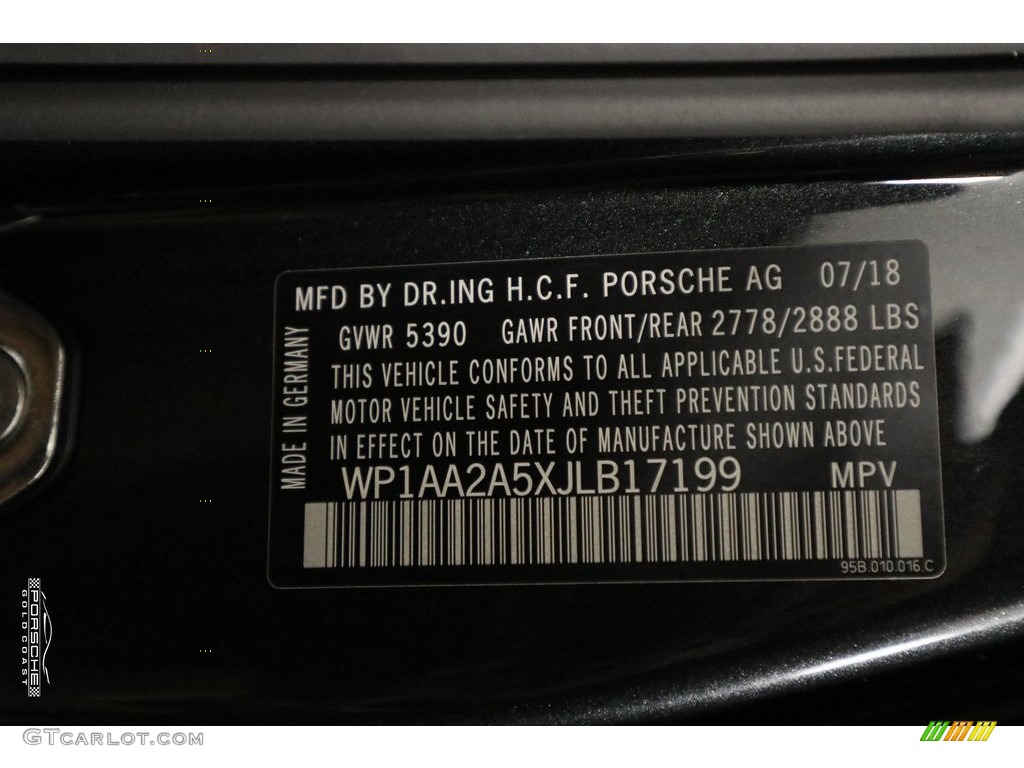 MFD BY DR.ING H.C.F. PORSCHE AG 07/18
GVWR 5390 GAWR FRONT/REAR 2778/2888 LBS
THIS VEHICLE CONFORMS TO ALL APPLICABLE U.S.FEDERAL
MOTOR VEHICLE SAFETY AND THEFT PREVENTION STANDARDS
IN EFFECT ON THE DATE OF MANUFACTURE SHOWN ABOVE
MADE IN GERMANY
WP1AA2A5XJLB17199 MPV
95B.010.016.C
PORSCHE
GOLD COAST
GTCARLOT.COM